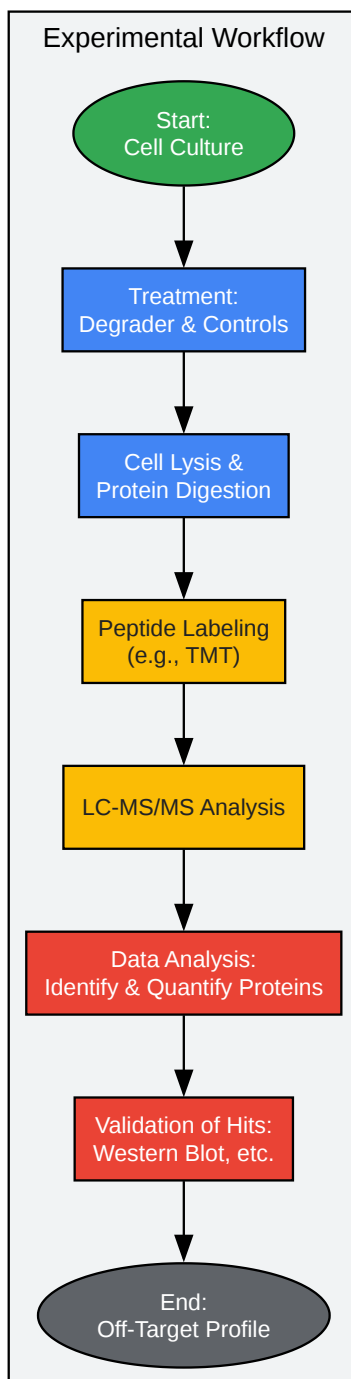 Experimental Workflow
Start:
Cell Culture
Treatment:
Degrader & Controls
Cell Lysis &
Protein Digestion
Peptide Labeling
(e.g., TMT)
LC-MS/MS Analysis
Data Analysis:
Identify & Quantify Proteins
Validation of Hits:
Western Blot, etc.
End:
Off-Target Profile